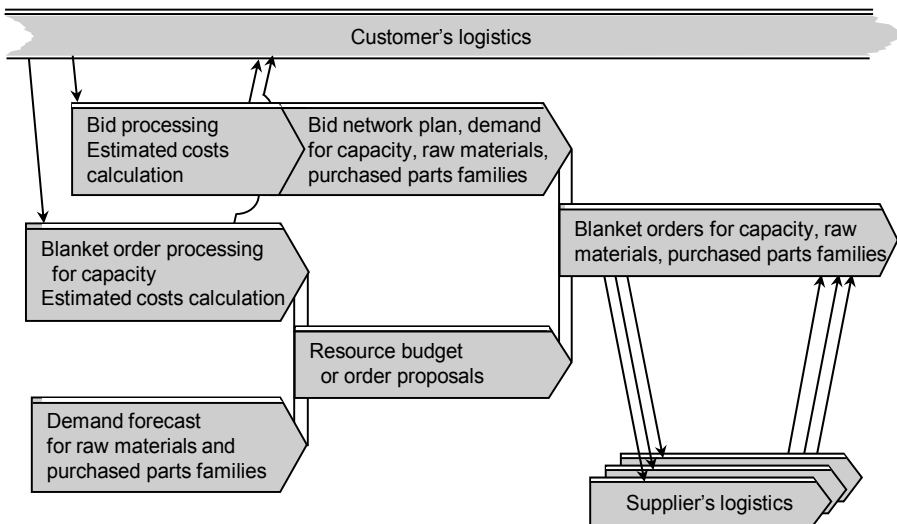 Customer's logistics
Bid processing
Estimated costs
calculation
Bid network plan, demand
for capacity, raw materials,
purchased parts families
Blanket order processing
for capacity
Estimated costs calculation
Blanket orders for capacity, raw
materials, purchased parts families
Resource budget
or order proposals
Demand forecast
for raw materials and
purchased parts families
Supplier's logistics